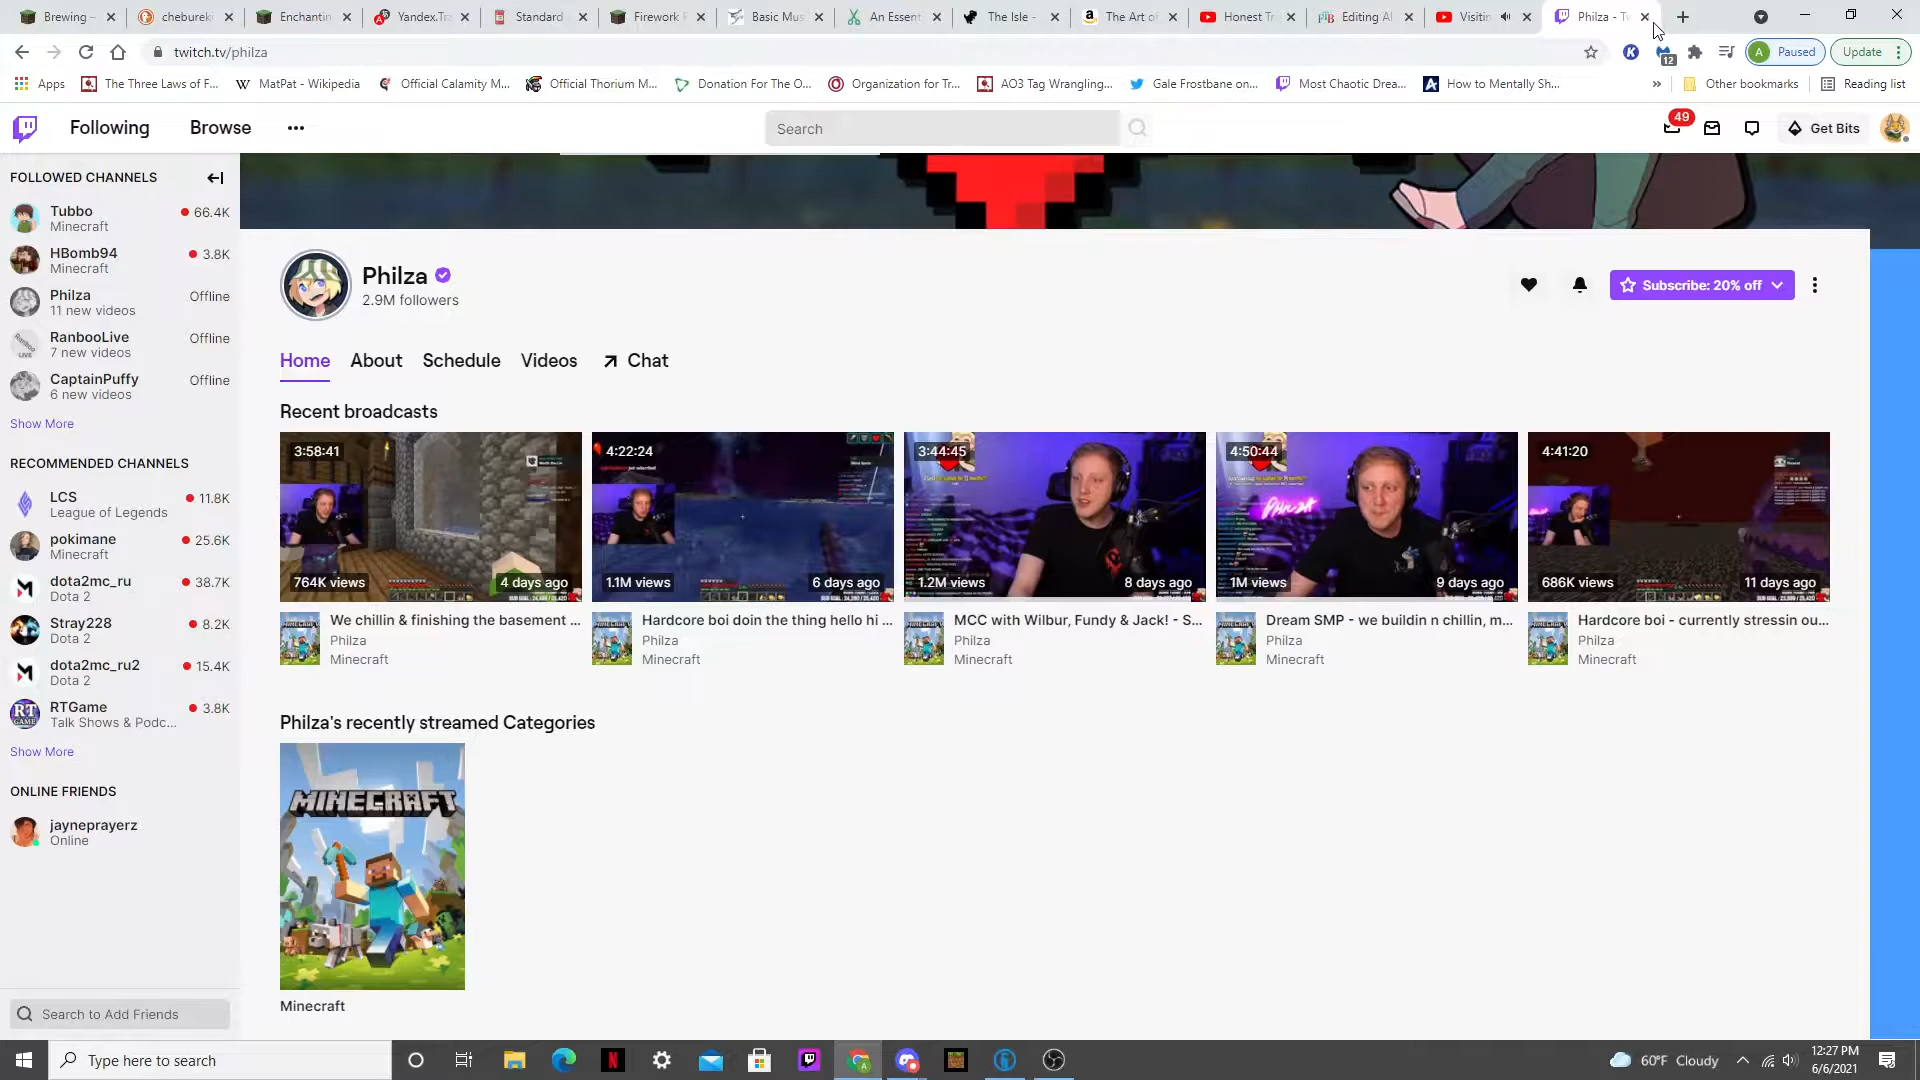 Brewing –
chebureki
Enchantin
Yandex.Tra
Standard
Firework R
Basic Mus
An Essent
The Isle -
The Art of
Honest Tr
Editing Al
Visitin
Philza - Tw
twitch.tv/philza
12
A Paused
Update
Apps
The Three Laws of F...
MatPat - Wikipedia
Official Calamity M...
Official Thorium M...
Donation For The O...
Organization for Tr...
AO3 Tag Wrangling...
Gale Frostbane on...
Most Chaotic Drea...
How to Mentally Sh...
»
Other bookmarks
Reading list
Following
Browse
Search
49
Get Bits
FOLLOWED CHANNELS
Tubbo
66.4K
Minecraft
HBomb94
3.8K
Minecraft
Philza
Offline
11 new videos
RanbooLive
Offline
7 new videos
CaptainPuffy
Offline
6 new videos
Show More
RECOMMENDED CHANNELS
LCS
11.8K
League of Legends
pokimane
25.6K
Minecraft
dota2mc_ru
38.7K
Dota 2
Stray228
8.2K
Dota 2
dota2mc_ru2
15.4K
Dota 2
RTGame
3.8K
Talk Shows & Podc...
Show More
ONLINE FRIENDS
jayneprayerz
Online
Search to Add Friends
Philza
2.9M followers
Subscribe: 20% off
Home
About
Schedule
Videos
Chat
Recent broadcasts
3:58:41
764K views
4 days ago
We chillin & finishing the basement ...
Philza
Minecraft
4:22:24
1.1M views
6 days ago
Hardcore boi doin the thing hello hi ...
Philza
Minecraft
3:44:45
1.2M views
8 days ago
MCC with Wilbur, Fundy & Jack! - S...
Philza
Minecraft
4:50:44
PHILZA
1M views
9 days ago
Dream SMP - we buildin n chillin, m...
Philza
Minecraft
4:41:20
686K views
11 days ago
Hardcore boi - currently stressin ou...
Philza
Minecraft
Philza's recently streamed Categories
MINECRAFT
Minecraft
Type here to search
60°F Cloudy
12:27 PM
6/6/2021